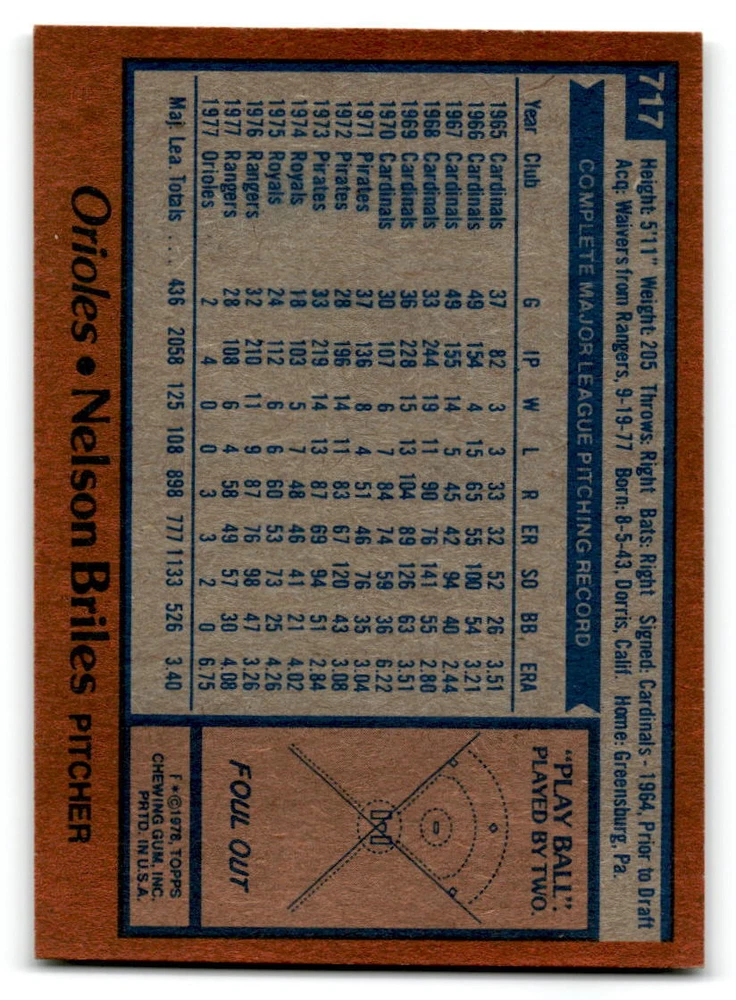 717
Height: 5'11" Weight: 205 Throws: Right Bats: Right Signed: Cardinals - 1964, Prior to Draft
Acq: Waivers from Rangers, 9-19-77 Born: 8-5-43, Dorris, Calif. Home: Greensburg, Pa.
COMPLETE MAJOR LEAGUE PITCHING RECORD
Year Club G IP W L R ER SO BB ERA
1965 Cardinals 37 82 3 3 33 32 52 26 3.51
1966 Cardinals 49 154 4 15 65 55 100 54 3.21
1967 Cardinals 49 155 14 5 45 42 94 40 2.44
1968 Cardinals 33 244 19 11 90 76 141 55 2.80
1969 Cardinals 36 228 15 13 104 89 126 63 3.51
1970 Cardinals 30 107 6 7 84 74 59 36 6.22
1971 Pirates 37 136 8 4 51 46 76 35 3.04
1972 Pirates 28 196 14 11 83 67 120 43 3.08
1973 Pirates 33 219 14 13 87 69 94 51 2.84
1974 Royals 18 103 5 7 48 46 41 21 4.02
1975 Royals 24 112 6 6 60 53 73 25 4.26
1976 Rangers 32 210 11 9 87 76 98 47 3.26
1977 Rangers 28 108 6 4 58 49 57 30 4.08
1977 Orioles 2 4 0 0 3 3 2 0 6.75
Maj. Lea. Totals .... 436 2058 125 108 898 777 1133 526 3.40
"PLAY BALL":
PLAYED BY TWO.
FOUL OUT
F*©1978, TOPPS
CHEWING GUM, INC.
PRTD. IN U.S.A.
Orioles • Nelson Briles PITCHER